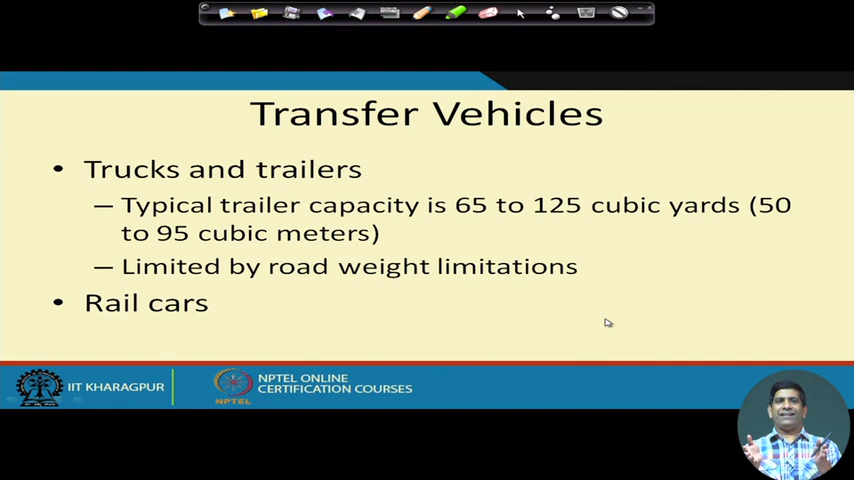 Transfer Vehicles
• Trucks and trailers
– Typical trailer capacity is 65 to 125 cubic yards (50
to 95 cubic meters)
– Limited by road weight limitations
• Rail cars
IIT KHARAGPUR
NPTEL
NPTEL ONLINE
CERTIFICATION COURSES